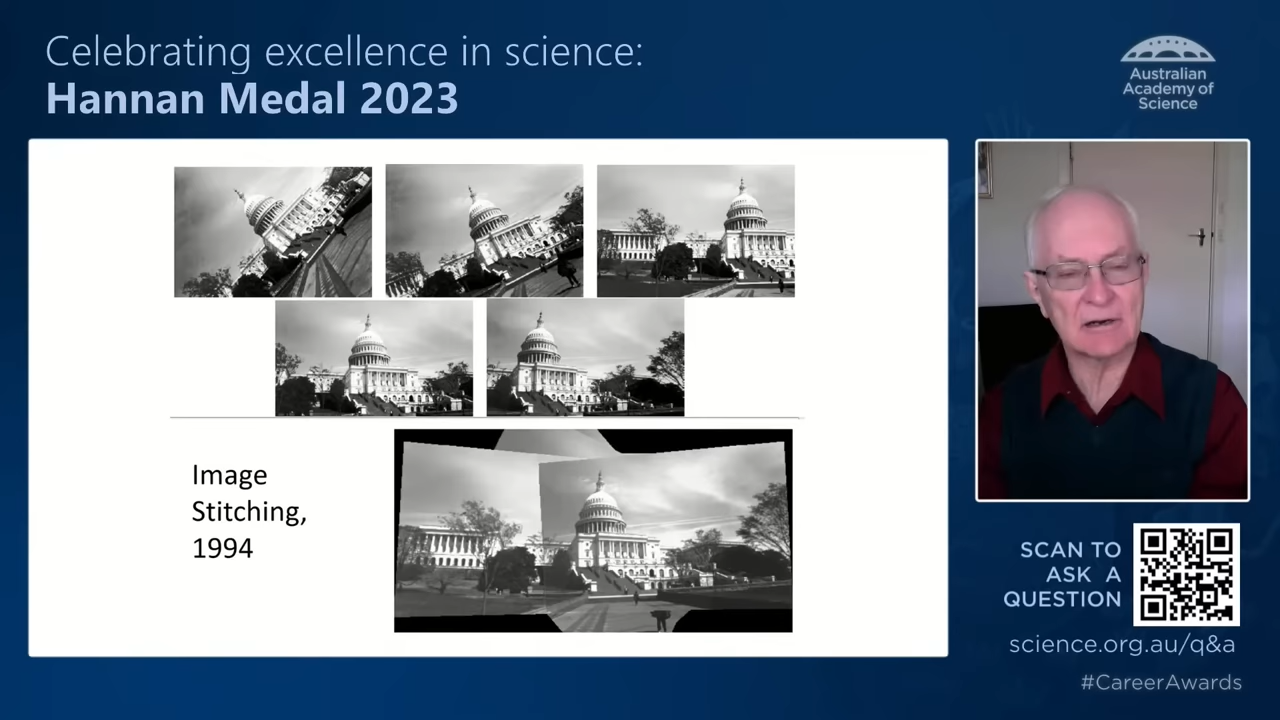 Celebrating excellence in science:
Hannan Medal 2023
Australian
Academy of
Science
Image
Stitching,
1994
SCAN TO
ASK A
QUESTION
science.org.au/q&a
#CareerAwards